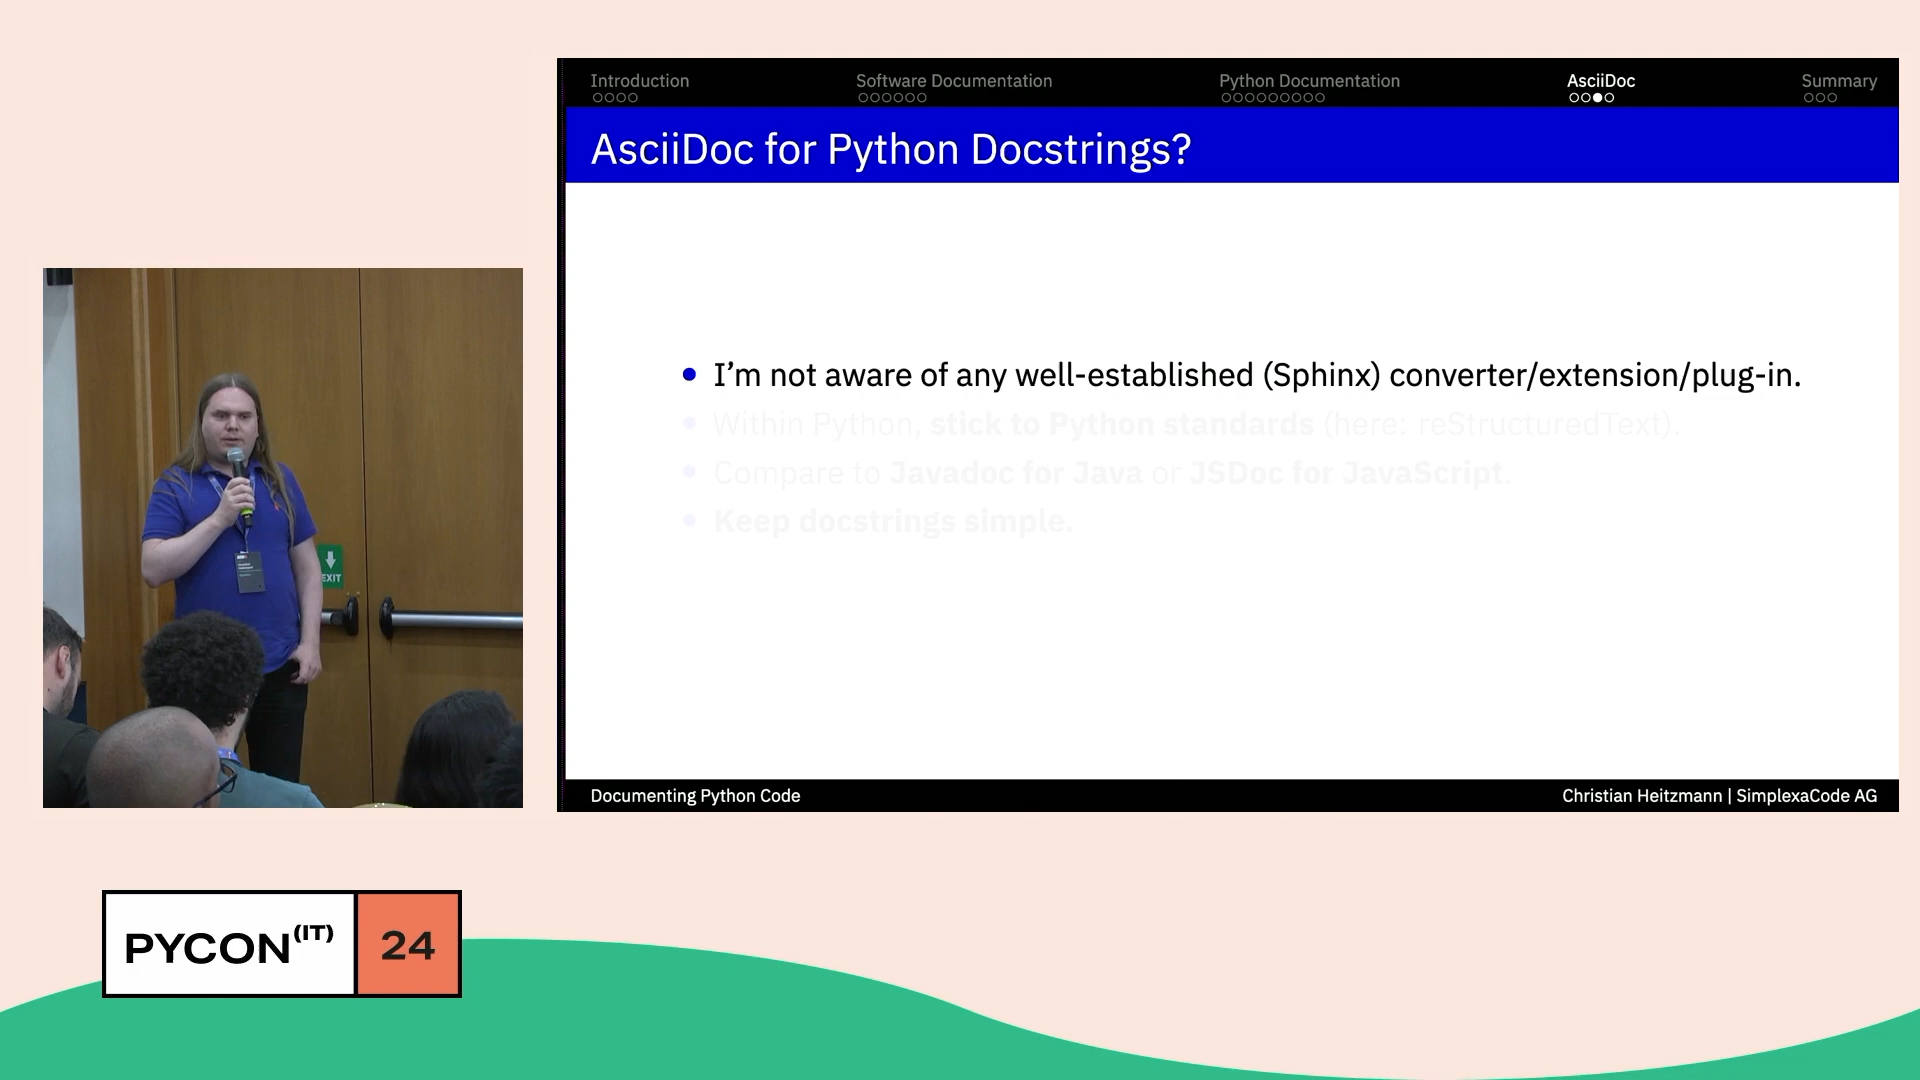 Introduction
Software Documentation
Python Documentation
AsciiDoc
Summary
AsciiDoc for Python Docstrings?
I’m not aware of any well-established (Sphinx) converter/extension/plug-in.
Within Python, stick to Python standards (here: reStructuredText).
Compare to Javadoc for Java or JSDoc for JavaScript.
Keep docstrings simple.
Documenting Python Code
Christian Heitzmann | SimplexaCode AG
EXIT
PYCON(IT) 24